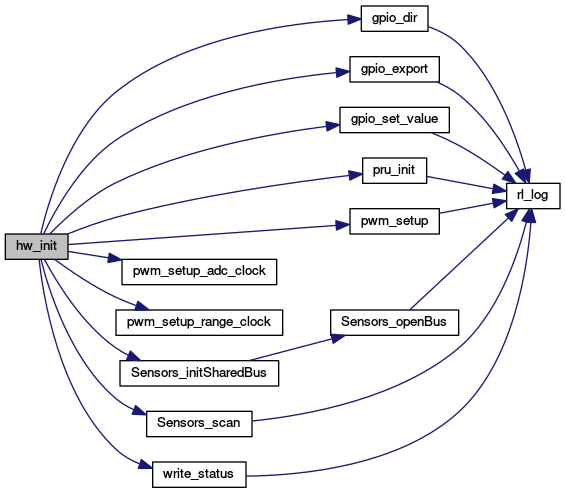 gpio_dir
gpio_export
gpio_set_value
pru_init
rl_log
pwm_setup
hw_init
pwm_setup_adc_clock
pwm_setup_range_clock
Sensors_openBus
Sensors_initSharedBus
Sensors_scan
write_status